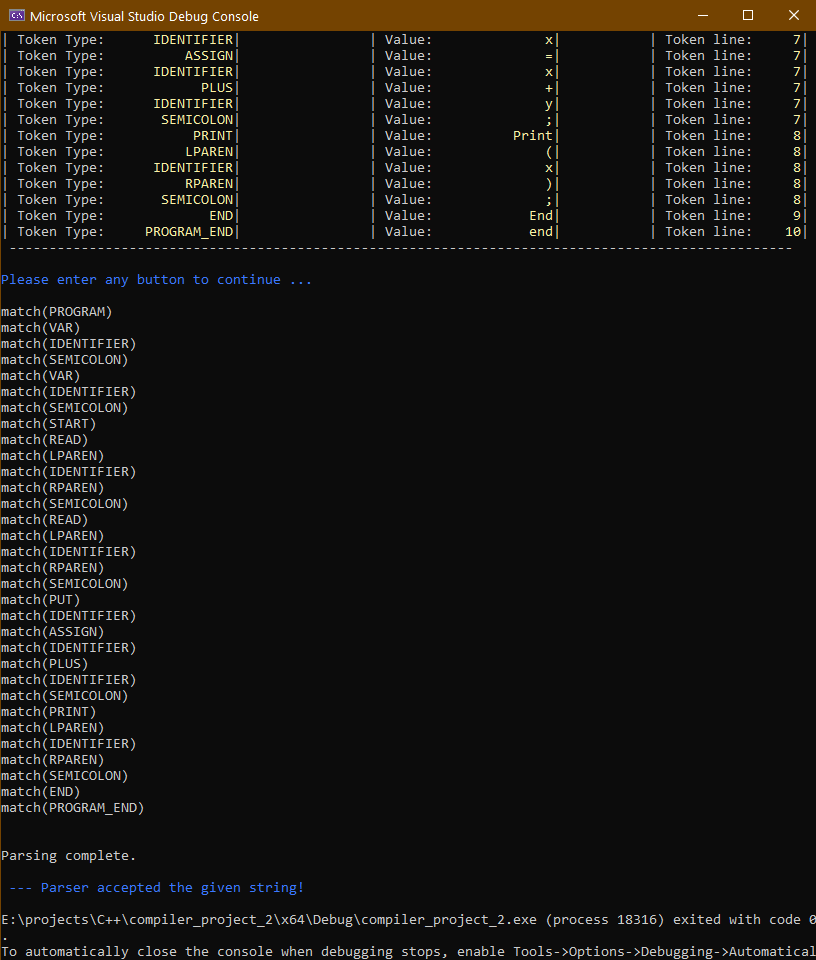 Microsoft Visual Studio Debug Console
| Token Type: IDENTIFIER| | Value: x| | Token line: 7|
| Token Type: ASSIGN| | Value: =| | Token line: 7|
| Token Type: IDENTIFIER| | Value: x| | Token line: 7|
| Token Type: PLUS| | Value: +| | Token line: 7|
| Token Type: IDENTIFIER| | Value: y| | Token line: 7|
| Token Type: SEMICOLON| | Value: ;| | Token line: 7|
| Token Type: PRINT| | Value: Print| | Token line: 8|
| Token Type: LPAREN| | Value: (| | Token line: 8|
| Token Type: IDENTIFIER| | Value: x| | Token line: 8|
| Token Type: RPAREN| | Value: )| | Token line: 8|
| Token Type: SEMICOLON| | Value: ;| | Token line: 8|
| Token Type: END| | Value: End| | Token line: 9|
| Token Type: PROGRAM_END| | Value: end| | Token line: 10|
--------------------------------------------------------------------------------------------------
Please enter any button to continue ...
match(PROGRAM)
match(VAR)
match(IDENTIFIER)
match(SEMICOLON)
match(VAR)
match(IDENTIFIER)
match(SEMICOLON)
match(START)
match(READ)
match(LPAREN)
match(IDENTIFIER)
match(RPAREN)
match(SEMICOLON)
match(READ)
match(LPAREN)
match(IDENTIFIER)
match(RPAREN)
match(SEMICOLON)
match(PUT)
match(IDENTIFIER)
match(ASSIGN)
match(IDENTIFIER)
match(PLUS)
match(IDENTIFIER)
match(SEMICOLON)
match(PRINT)
match(LPAREN)
match(IDENTIFIER)
match(RPAREN)
match(SEMICOLON)
match(END)
match(PROGRAM_END)
Parsing complete.
--- Parser accepted the given string!
E:\projects\C++\compiler_project_2\x64\Debug\compiler_project_2.exe (process 18316) exited with code 0
.
To automatically close the console when debugging stops, enable Tools->Options->Debugging->Automatical